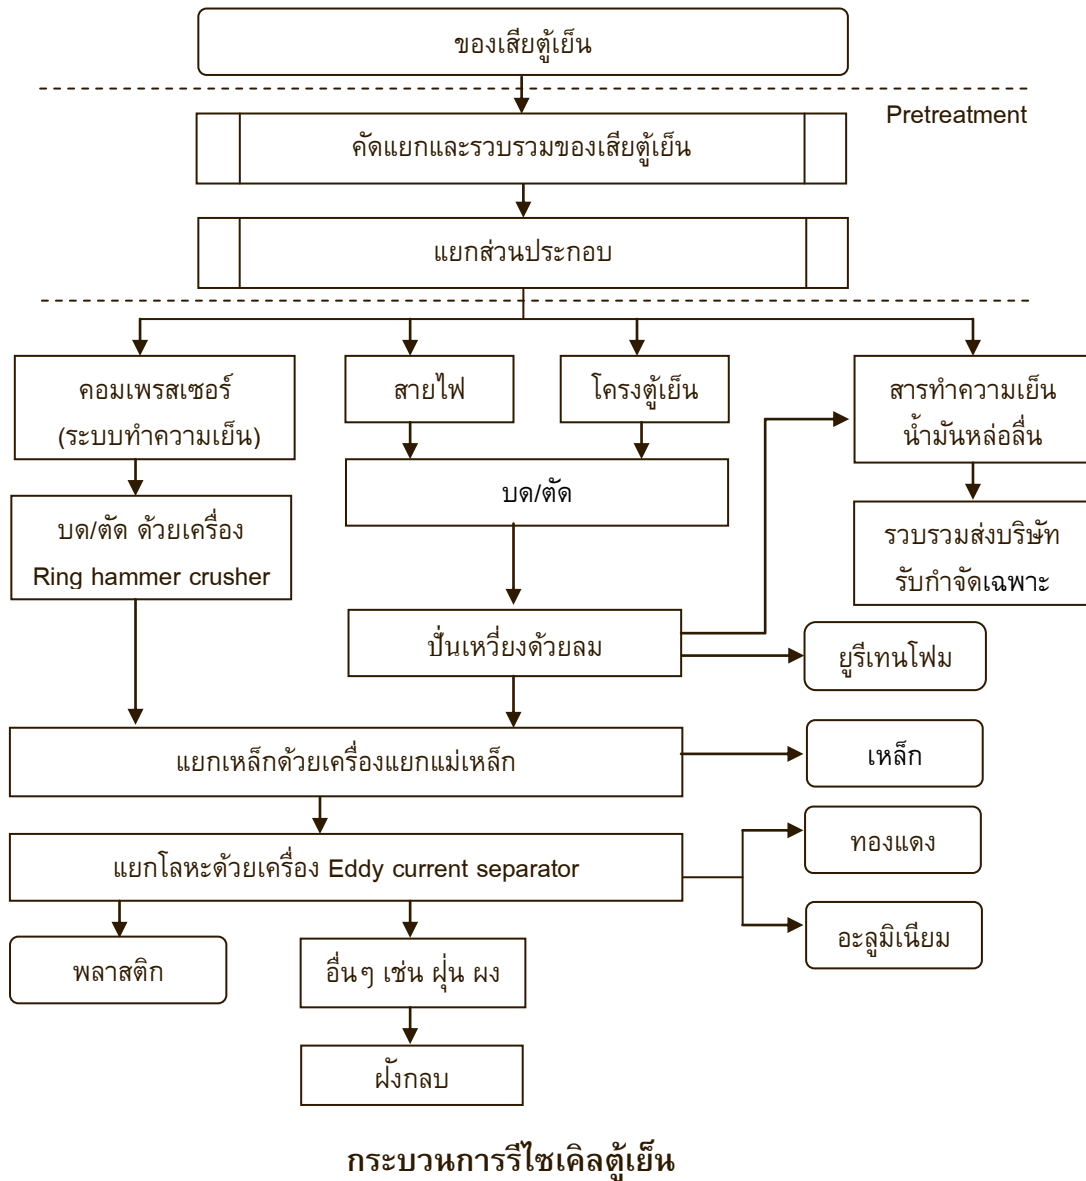 ของเสียตู้เย็น
Pretreatment
คัดแยกและรวบรวมของเสียตู้เย็น
แยกส่วนประกอบ
คอมเพรสเซอร์
(ระบบทำความเย็น)
สายไฟ
โครงตู้เย็น
สารทำความเย็น
น้ำมันหล่อลื่น
บด/ตัด
บด/ตัด ด้วยเครื่อง
Ring hammer crusher
รวบรวมส่งบริษัท
รับกำจัดเฉพาะ
ปั่นเหวี่ยงด้วยลม
ยูรีเทนโฟม
แยกเหล็กด้วยเครื่องแยกแม่เหล็ก
เหล็ก
แยกโลหะด้วยเครื่อง Eddy current separator
ทองแดง
อะลูมิเนียม
พลาสติก
อื่นๆ เช่น ฝุ่น ผง
ฝังกลบ
กระบวนการรีไซเคิลตู้เย็น